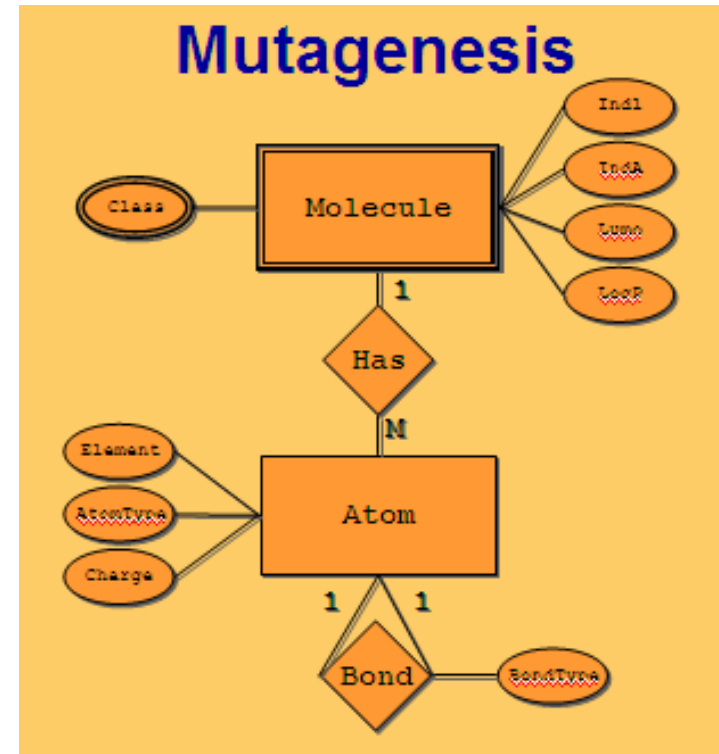 Mutagenesis
Ind1
IndA
Class
Molecule
Lumo
LogP
1
Has
M
Element
AtomType
Atom
Charge
1 1
Bond
BondType